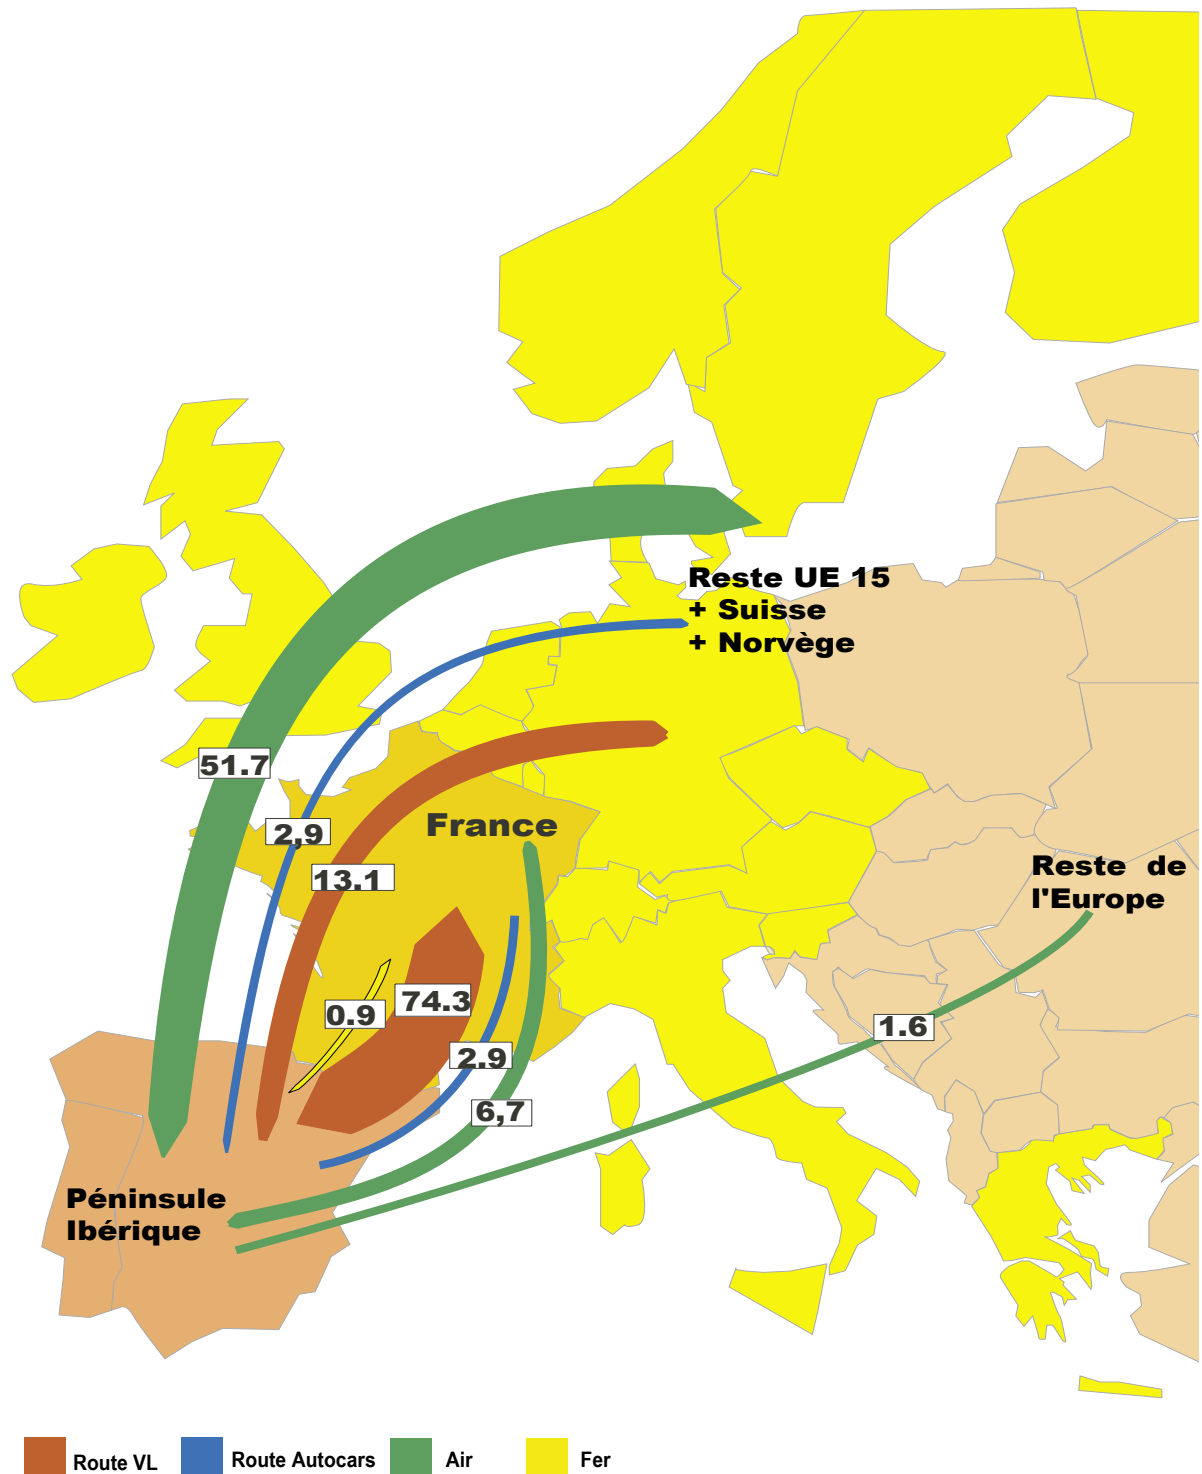 Reste UE 15
+ Suisse
+ Norvège
51.7
2,9
France
13.1
Reste de
l'Europe
74.3
0.9
1.6
2.9
6,7
Péninsule
Ibérique
Route VL
Route Autocars
Air
Fer